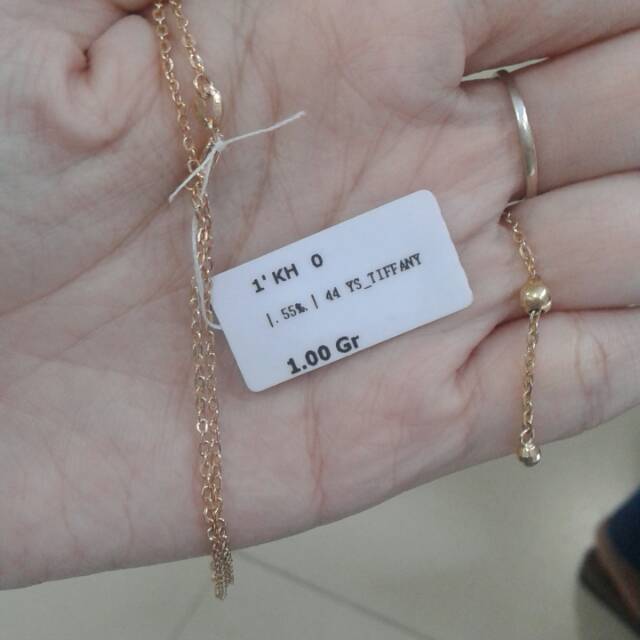 1' KH 0
|. 55%. | 44 YS_TIFFANY
1.00 Gr